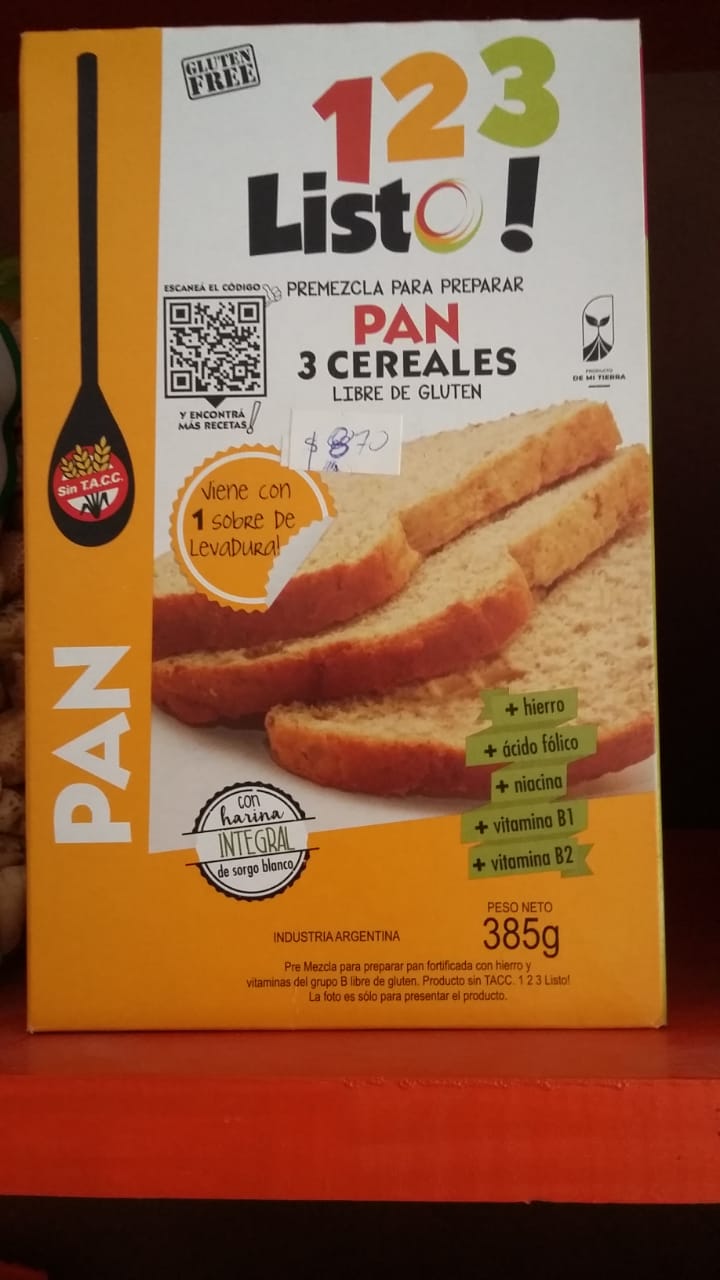 GLUTEN
FREE
1 2 3
Listo!
ESCANEÁ EL CÓDIGO
Y ENCONTRÁ
MÁS RECETAS!
PREMEZCLA PARA PREPARAR
PAN
3 CEREALES
LIBRE DE GLUTEN
PRODUCTO
DE MI TIERRA
$ 870
Sin T.A.C.C.
Viene con
1 sobre de
Levadura!
PAN
+ hierro
+ ácido fólico
+ niacina
+ vitamina B1
+ vitamina B2
con
harina
INTEGRAL
de sorgo blanco
INDUSTRIA ARGENTINA
PESO NETO
385g
Pre Mezcla para preparar pan fortificada con hierro y
vitaminas del grupo B libre de gluten. Producto sin TACC. 1 2 3 Listo!
La foto es sólo para presentar el producto.